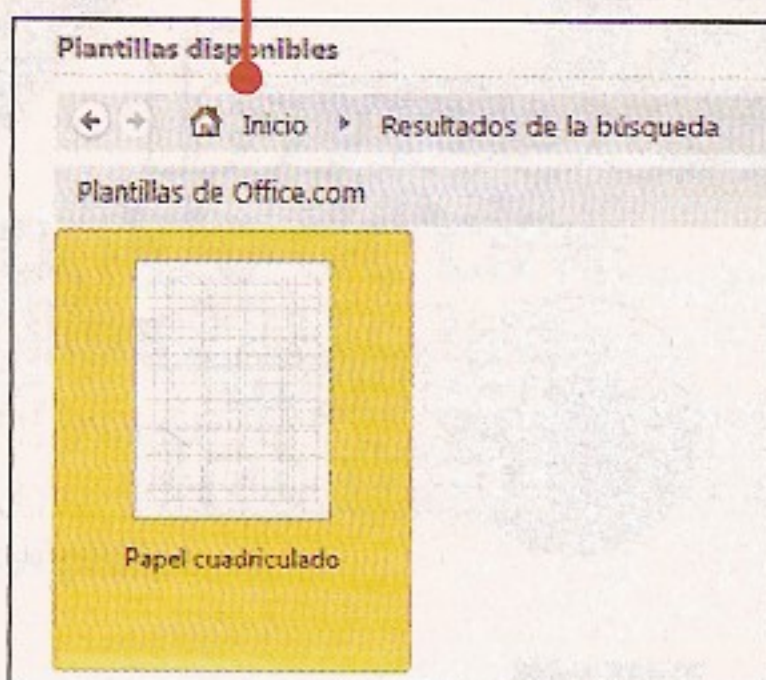 Plantillas disponibles
Inicio Resultados de la búsqueda
Plantillas de Office.com
Papel cuadriculado